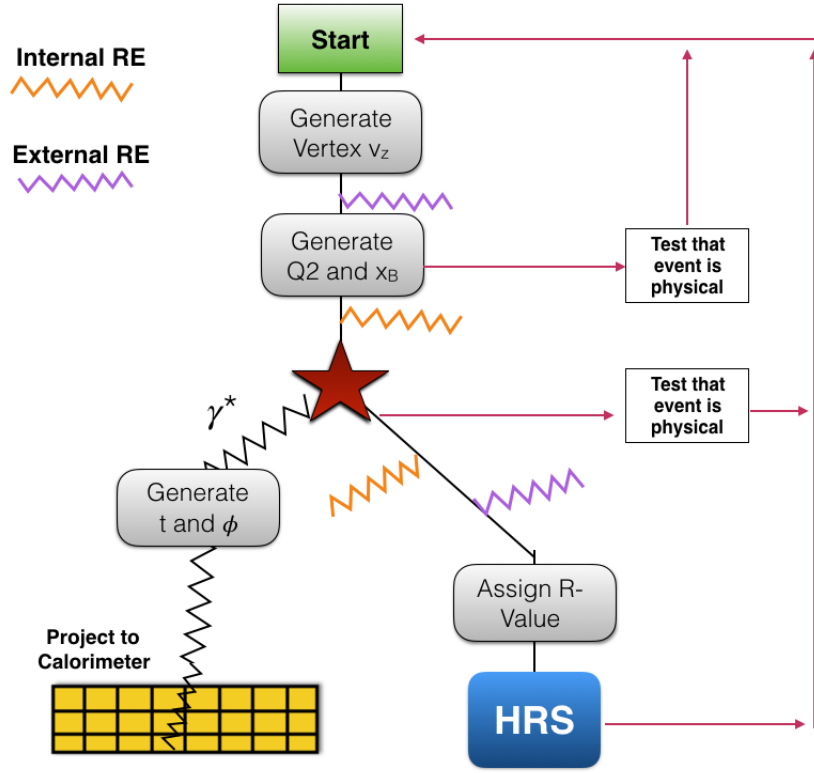 Start
Internal RE
Generate
Vertex vz
External RE
Generate
Q2 and xB
Test that
event is
physical
γ*
Test that
event is
physical
Generate
t and ϕ
Assign R-
Value
Project to
Calorimeter
HRS